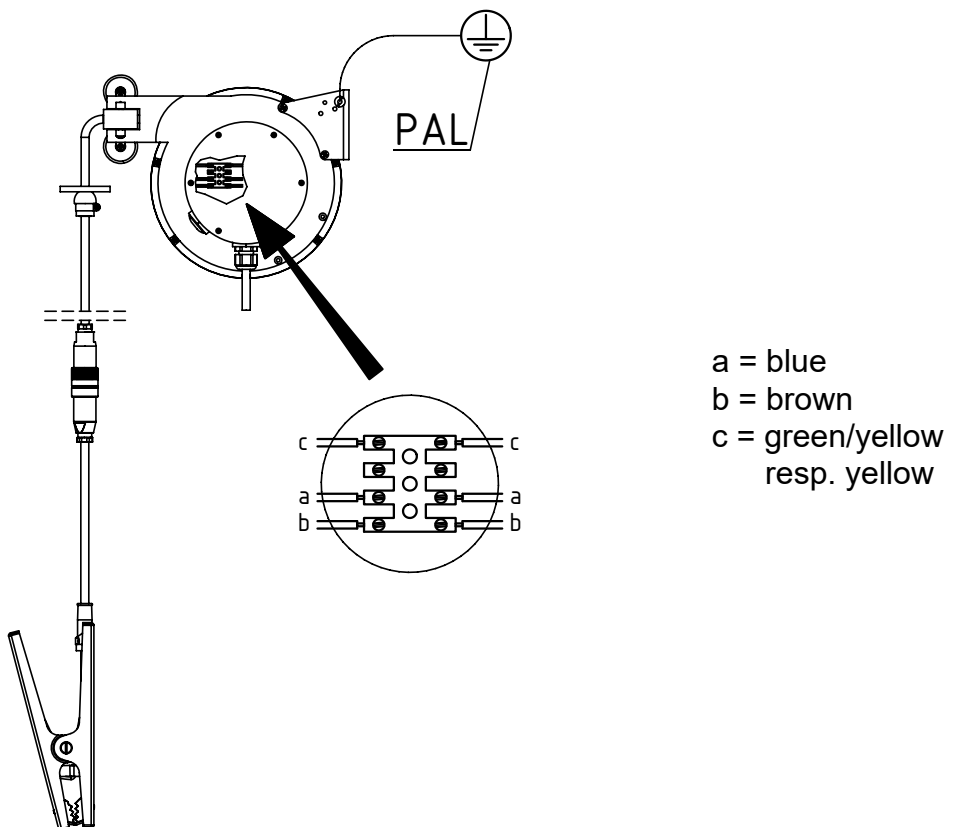 PAL
a = blue
b = brown
c = green/yellow
resp. yellow
c c
a a
b b